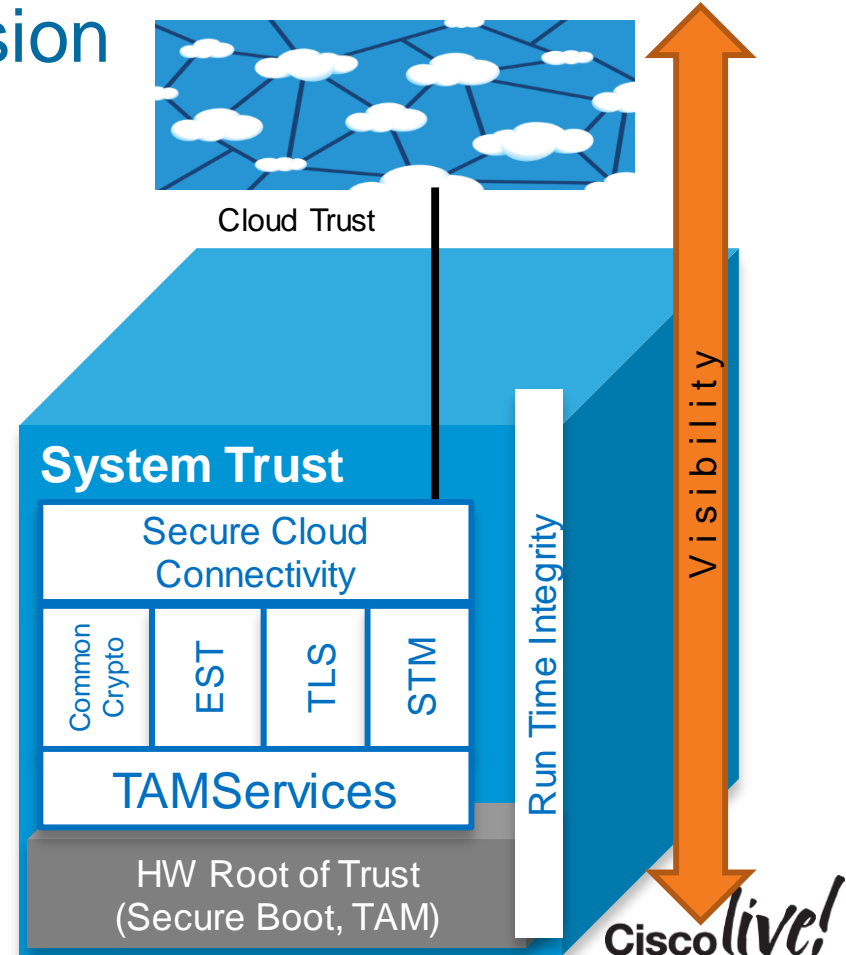 sion
Cloud Trust
System Trust
Secure Cloud
Connectivity
Common
Crypto
EST
TLS
STM
TAMServices
HW Root of Trust
(Secure Boot, TAM)
Run Time Integrity
Visibility
Cisco live!